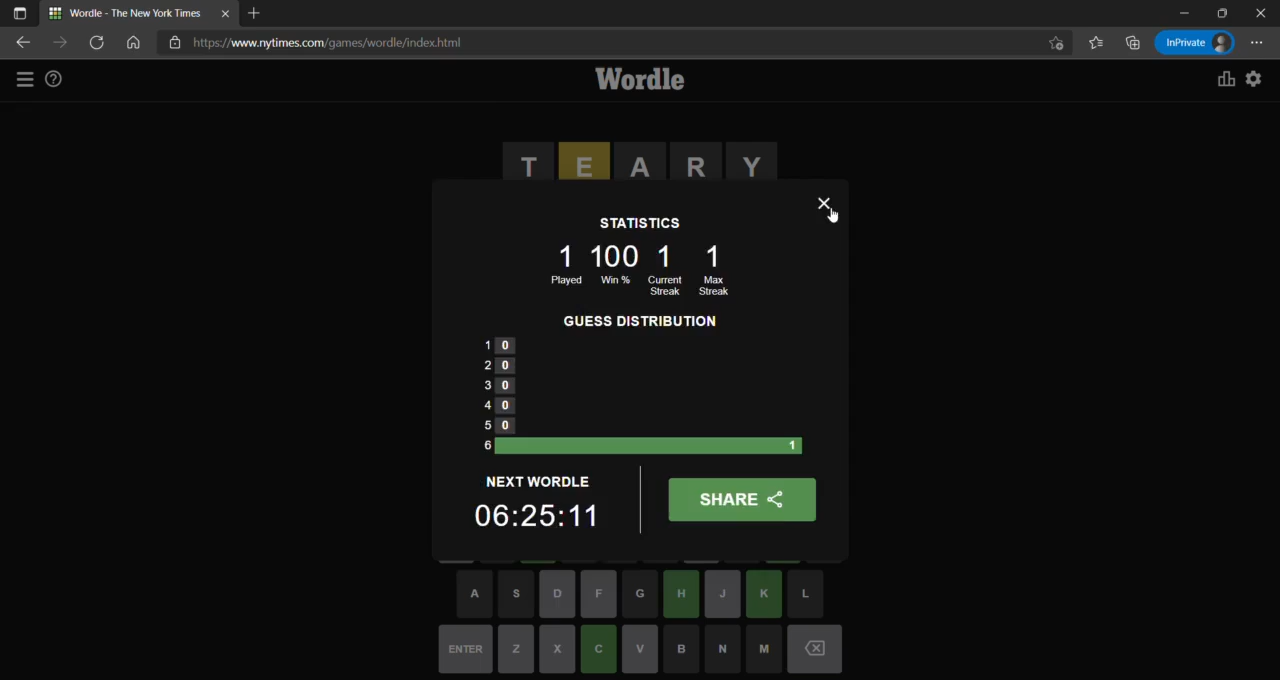 Wordle - The New York Times
https://www.nytimes.com/games/wordle/index.html
InPrivate
Wordle
T E A R Y
STATISTICS
1 100 1 1
Played Win % Current Streak Max Streak
GUESS DISTRIBUTION
1 0
2 0
3 0
4 0
5 0
6 1
NEXT WORDLE
06:25:11
SHARE
A S D F G H J K L
ENTER Z X C V B N M